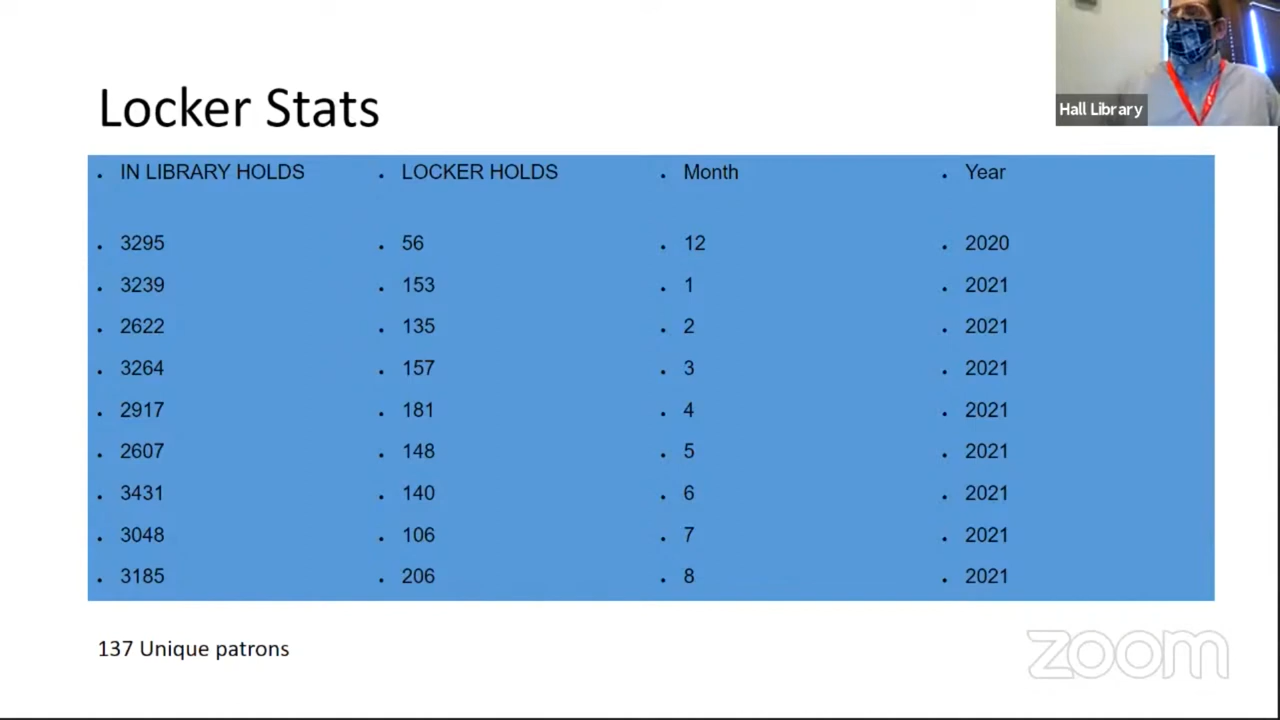 Hall Library
Locker Stats
• IN LIBRARY HOLDS • LOCKER HOLDS • Month • Year
• 3295 • 56 • 12 • 2020
• 3239 • 153 • 1 • 2021
• 2622 • 135 • 2 • 2021
• 3264 • 157 • 3 • 2021
• 2917 • 181 • 4 • 2021
• 2607 • 148 • 5 • 2021
• 3431 • 140 • 6 • 2021
• 3048 • 106 • 7 • 2021
• 3185 • 206 • 8 • 2021
137 Unique patrons
zoom